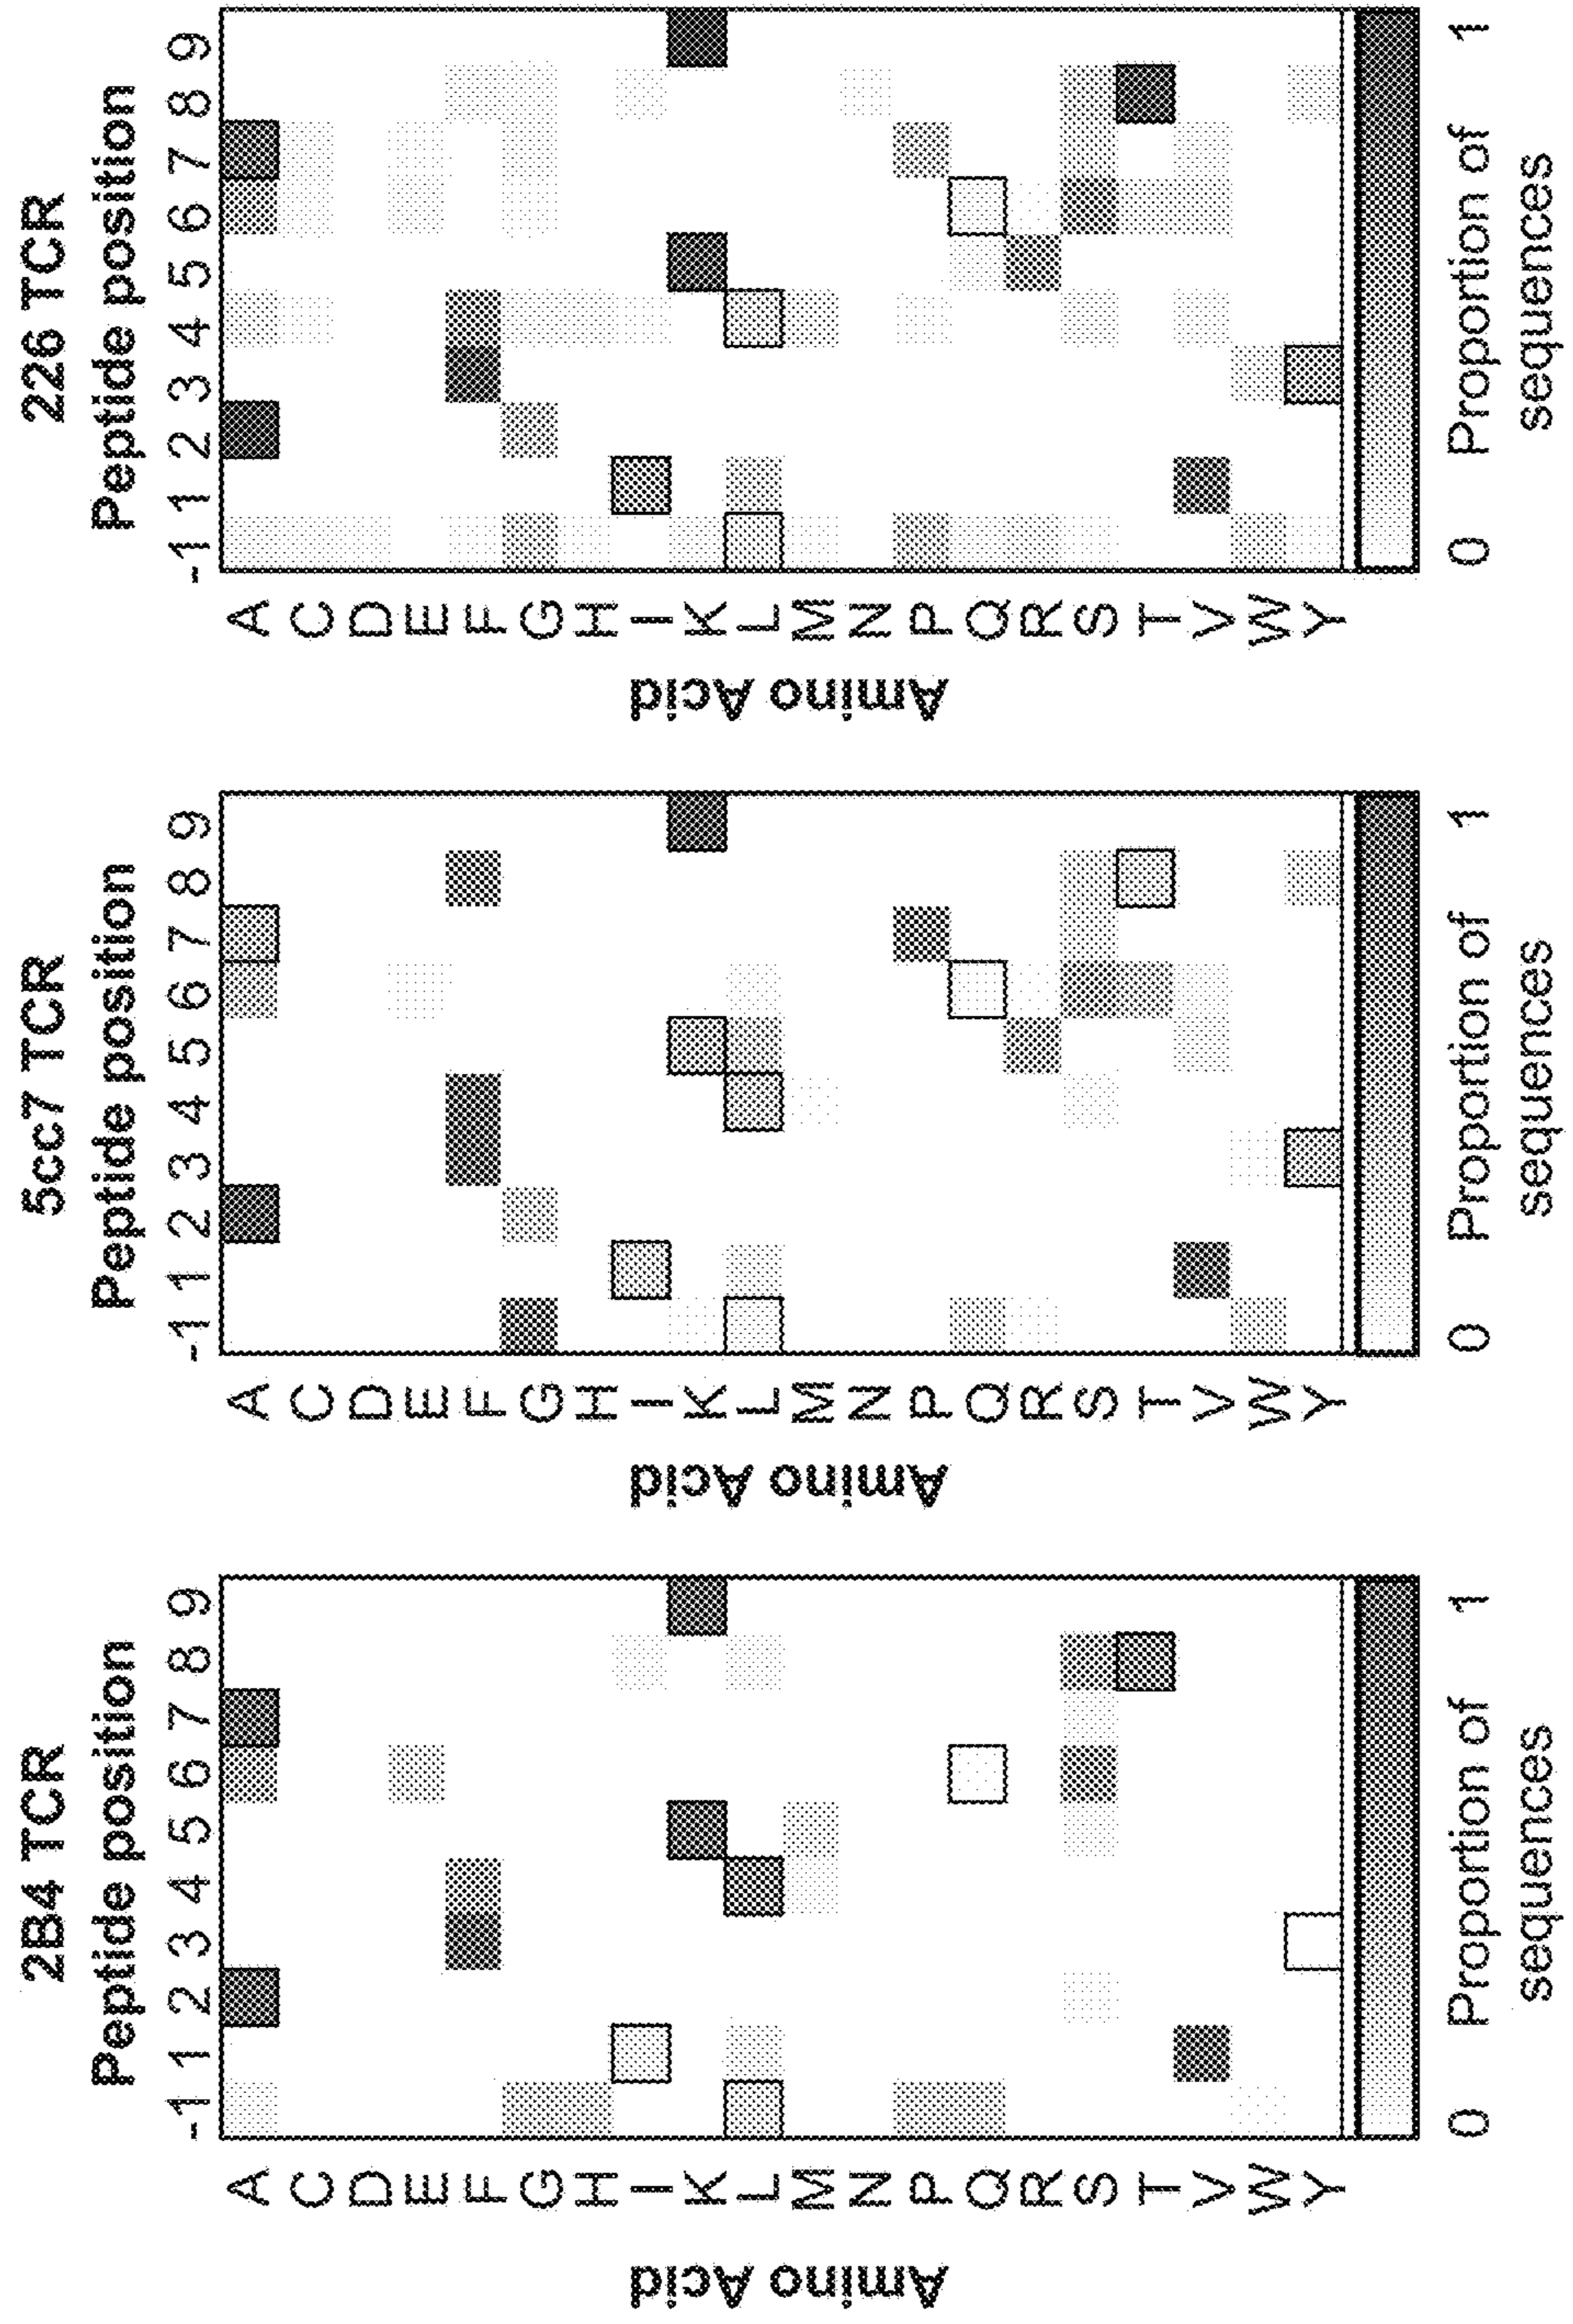 2B4 TCR
Peptide position
-1 1 2 3 4 5 6 7 8 9
Amino Acid
A
C
D
E
F
G
H
I
K
L
M
N
P
Q
R
S
T
V
W
Y
0 Proportion of 1
sequences
5cc7 TCR
Peptide position
-1 1 2 3 4 5 6 7 8 9
Amino Acid
A
C
D
E
F
G
H
I
K
L
M
N
P
Q
R
S
T
V
W
Y
0 Proportion of 1
sequences
226 TCR
Peptide position
-1 1 2 3 4 5 6 7 8 9
Amino Acid
A
C
D
E
F
G
H
I
K
L
M
N
P
Q
R
S
T
V
W
Y
0 Proportion of 1
sequences